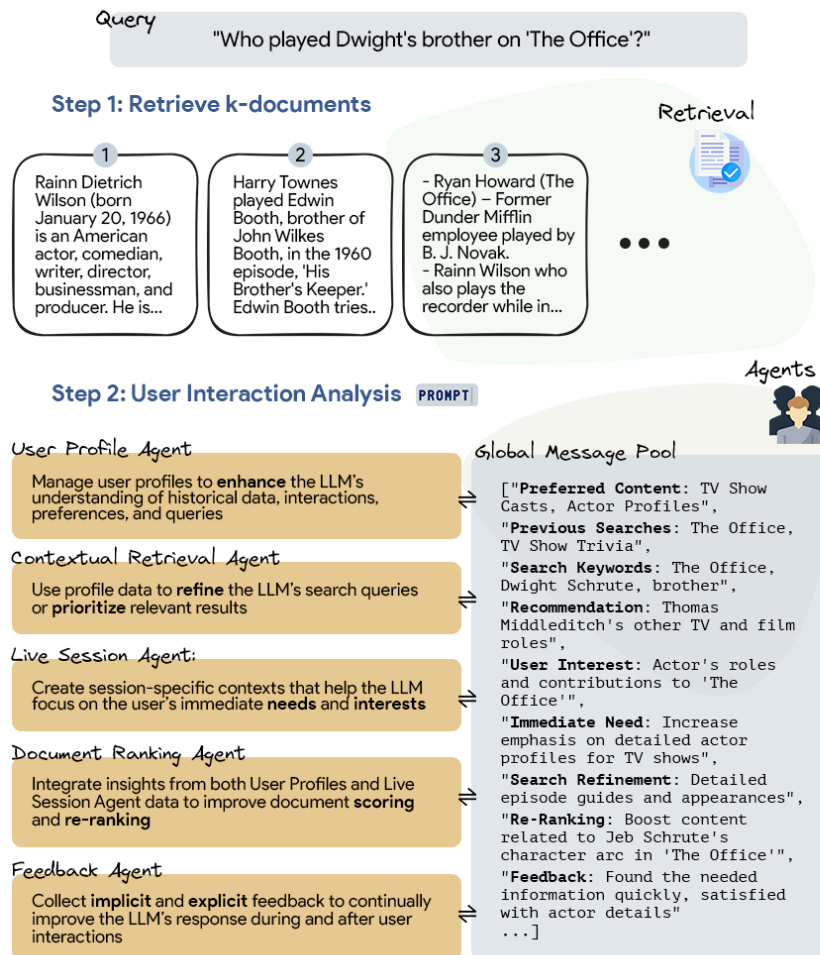 Query
"Who played Dwight's brother on 'The Office'?"
Step 1: Retrieve k-documents
Retrieval
1
Rainn Dietrich
Wilson (born
January 20, 1966)
is an American
actor, comedian,
writer, director,
businessman, and
producer. He is...
2
Harry Townes
played Edwin
Booth, brother of
John Wilkes
Booth, in the 1960
episode, 'His
Brother's Keeper.'
Edwin Booth tries..
3
- Ryan Howard (The
Office) – Former
Dunder Mifflin
employee played by
B. J. Novak.
- Rainn Wilson who
also plays the
recorder while in...
Step 2: User Interaction Analysis
PROMPT
Agents
User Profile Agent
Manage user profiles to enhance the LLM's
understanding of historical data, interactions,
preferences, and queries
Contextual Retrieval Agent
Use profile data to refine the LLM's search queries
or prioritize relevant results
Live Session Agent:
Create session-specific contexts that help the LLM
focus on the user's immediate needs and interests
Document Ranking Agent
Integrate insights from both User Profiles and Live
Session Agent data to improve document scoring
and re-ranking
Feedback Agent
Collect implicit and explicit feedback to continually
improve the LLM's response during and after user
interactions
Global Message Pool
["Preferred Content: TV Show
Casts, Actor Profiles",
"Previous Searches: The Office,
TV Show Trivia",
"Search Keywords: The Office,
Dwight Schrute, brother",
"Recommendation: Thomas
Middleditch's other TV and film
roles",
"User Interest: Actor's roles
and contributions to 'The
Office'",
"Immediate Need: Increase
emphasis on detailed actor
profiles for TV shows",
"Search Refinement: Detailed
episode guides and appearances",
"Re-Ranking: Boost content
related to Jeb Schrute's
character arc in 'The Office'",
"Feedback: Found the needed
information quickly, satisfied
with actor details"
...]